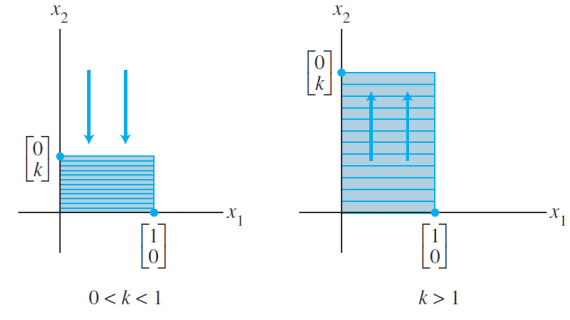 x₂
[0
k]
x₁
[1
0]
0 < k < 1
x₂
[0
k]
x₁
[1
0]
k > 1